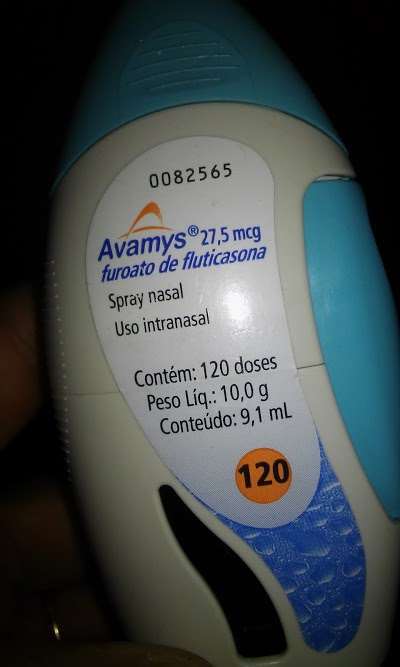 0082565
Avamys® 27,5 mcg
furoato de fluticasona
Spray nasal
Uso intranasal
Contém: 120 doses
Peso Líq.: 10,0 g
Conteúdo: 9,1 mL
120